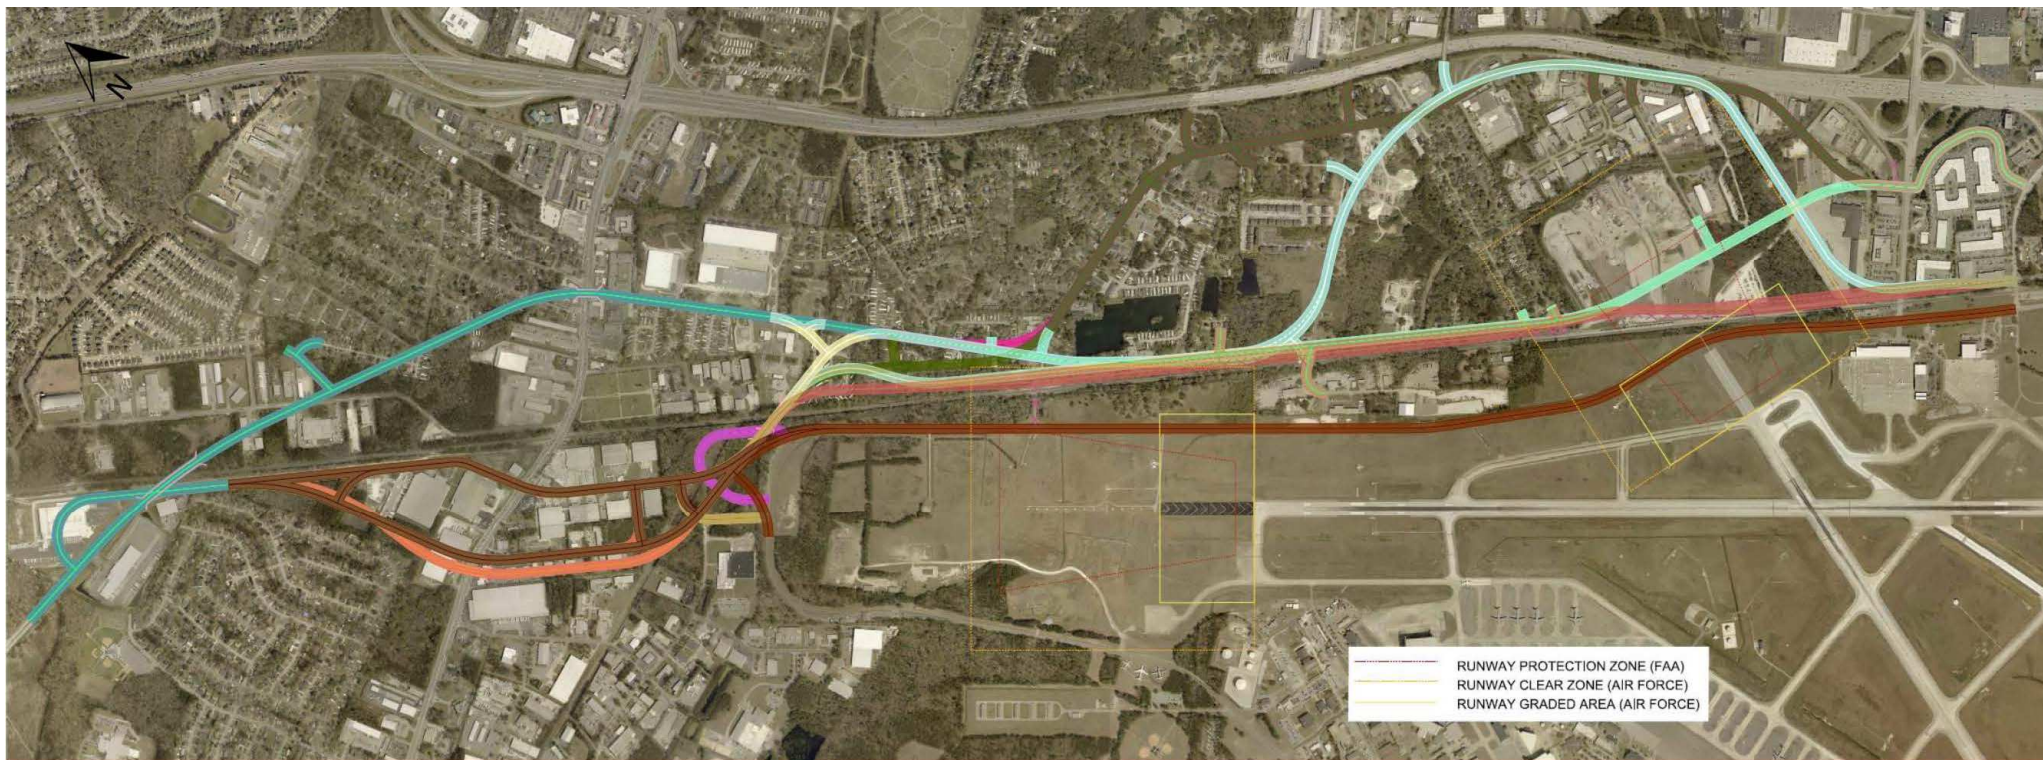 N
RUNWAY PROTECTION ZONE (FAA)
RUNWAY CLEAR ZONE (AIR FORCE)
RUNWAY GRADED AREA (AIR FORCE)